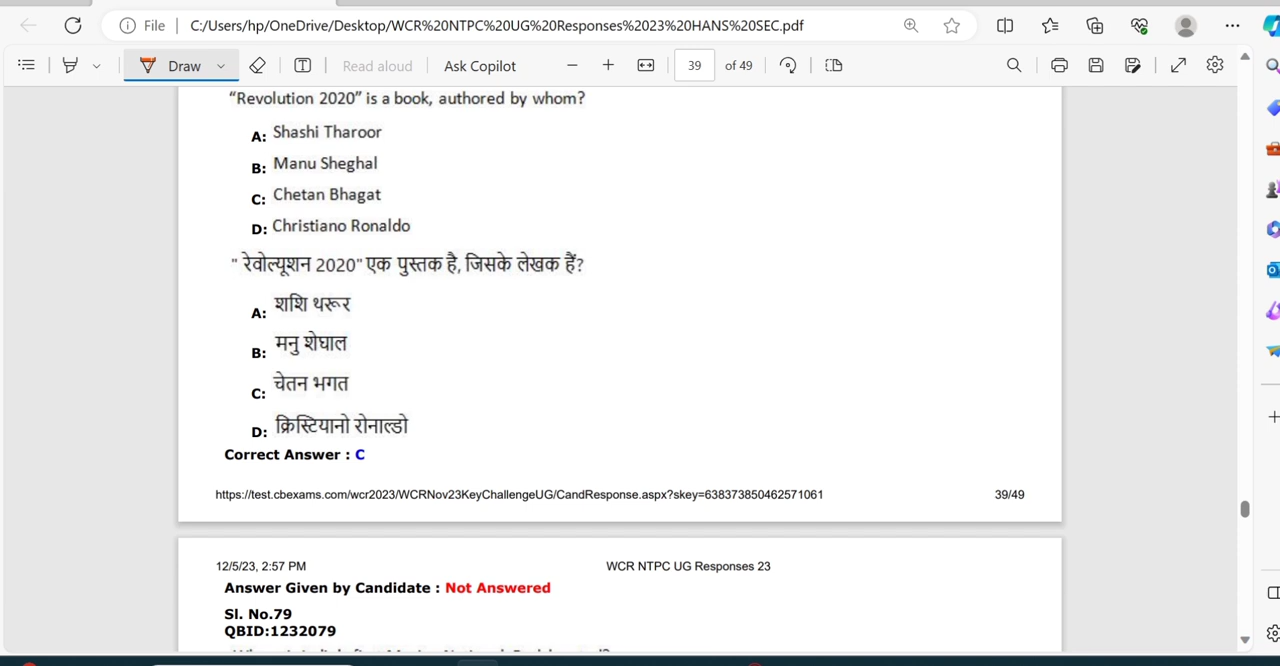 File
C:/Users/hp/OneDrive/Desktop/WCR%20NTPC%20UG%20Responses%2023%20HANS%20SEC.pdf
Draw
Read aloud
Ask Copilot
39
of 49
“Revolution 2020” is a book, authored by whom?
A: Shashi Tharoor
B: Manu Sheghal
C: Chetan Bhagat
D: Christiano Ronaldo
" रेवोल्यूशन 2020" एक पुस्तक है, जिसके लेखक हैं?
A: शशि थरूर
B: मनु शेघाल
C: चेतन भगत
D: क्रिस्टियानो रोनाल्डो
Correct Answer : C
https://test.cbexams.com/wcr2023/WCRNov23KeyChallengeUG/CandResponse.aspx?skey=638373850462571061
39/49
12/5/23, 2:57 PM
WCR NTPC UG Responses 23
Answer Given by Candidate : Not Answered
Sl. No.79
QBID:1232079